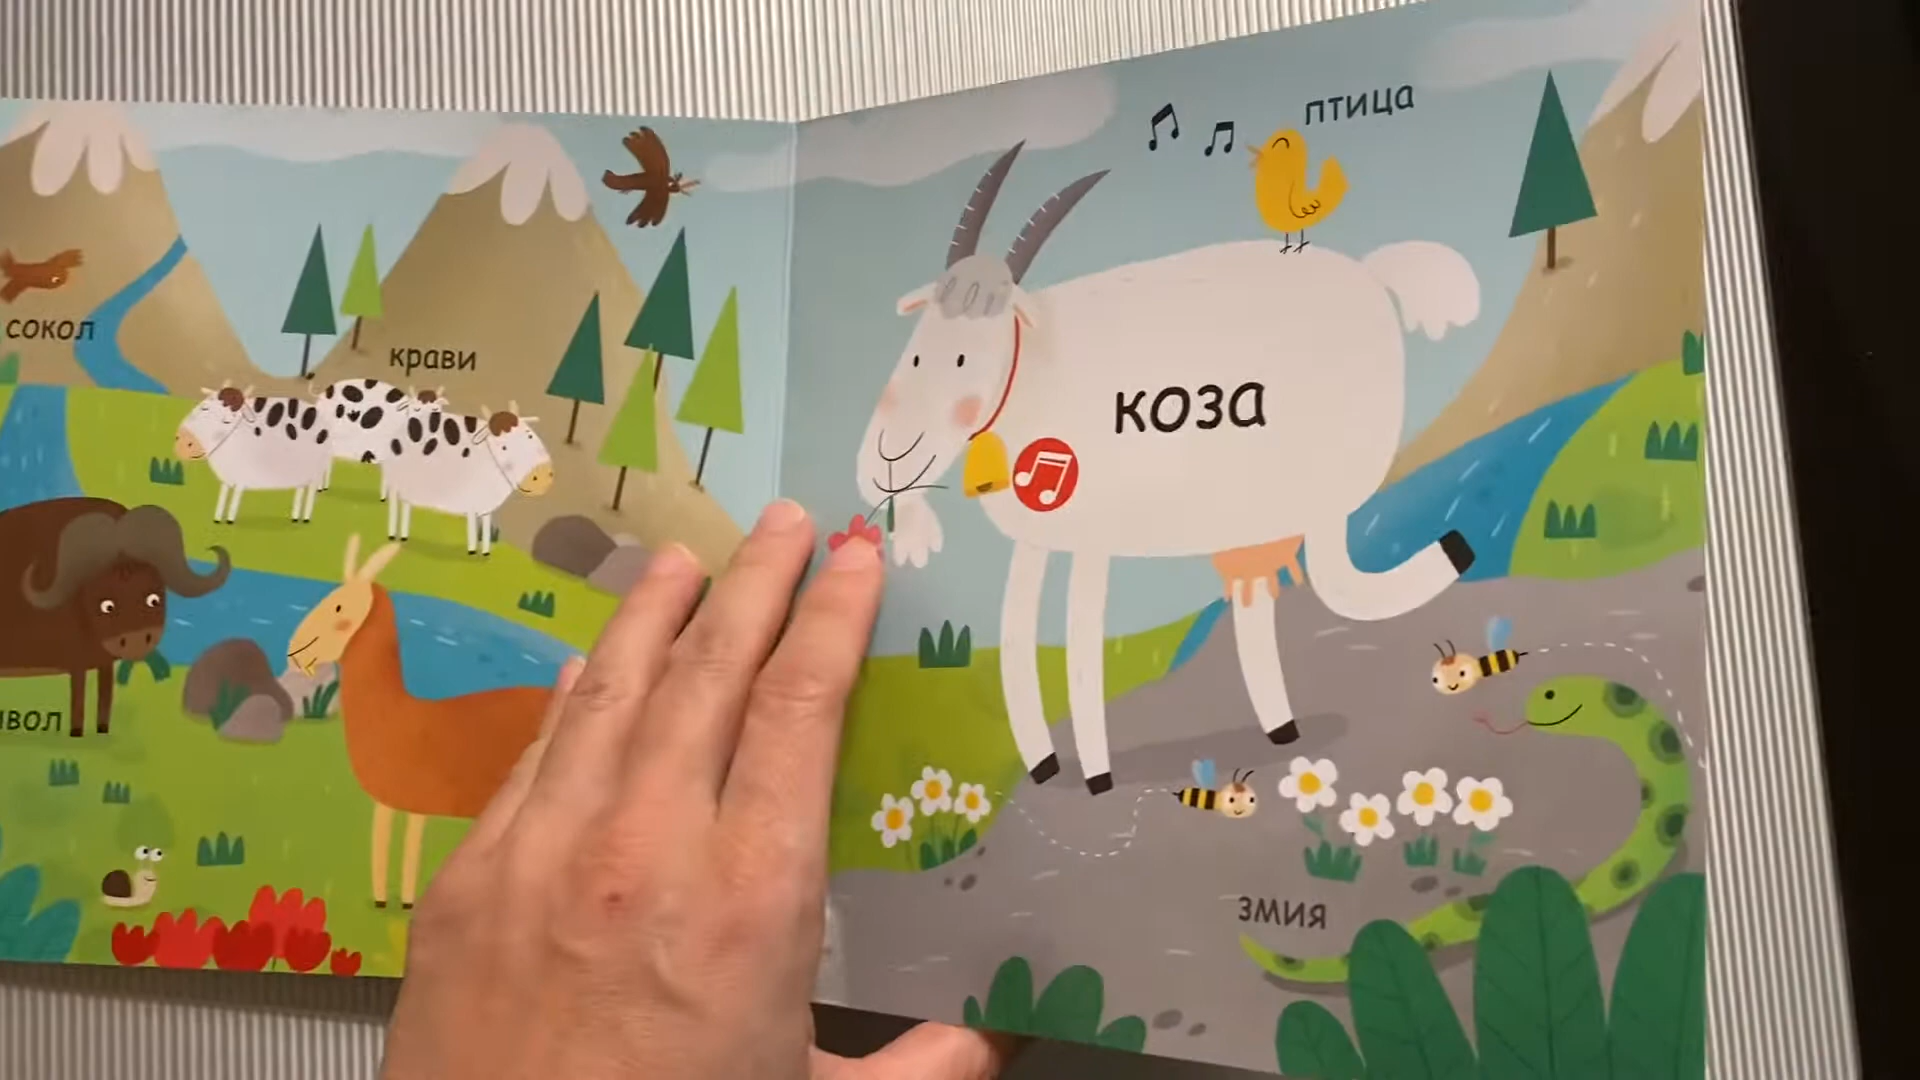 сокол
крави
птица
коза
змия